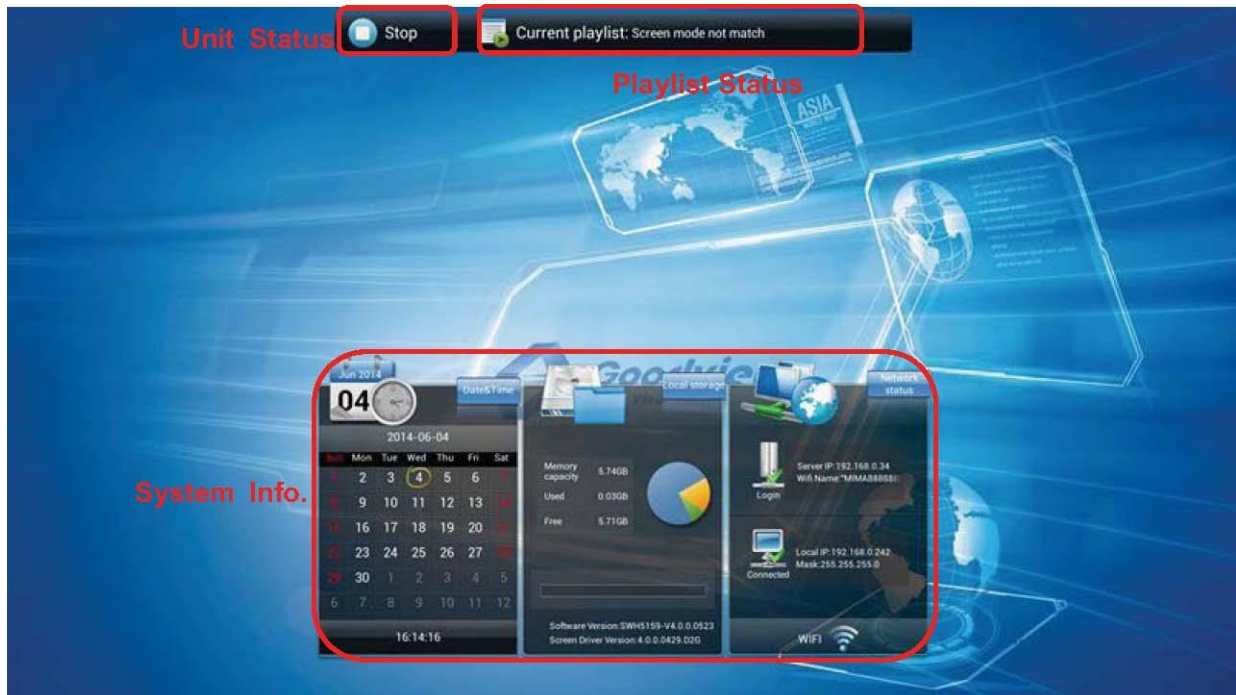 Unit Status
Stop
Current playlist: Screen mode not match
Playlist Status
ASIA
WORLD MAP
System Info.
Jun 2014
04
Date&Time
2014-06-04
Sun Mon Tue Wed Thu Fri Sat
1 2 3 4 5 6 7
8 9 10 11 12 13 14
15 16 17 18 19 20 21
22 23 24 25 26 27 28
29 30 1 2 3 4 5
6 7 8 9 10 11 12
16:14:16
Goodvie
Local storage
Memory
capacity 5.74GB
Used 0.03GB
Free 5.71GB
Software Version:SWH5159-V4.0.0.0523
Screen Driver Version:4.0.0.0429.D2G
Network
status
Server IP:192.168.0.34
Wifi Name:
Login
Local IP:192.168.0.242
Mask:255.255.255.0
Connected
WIFI